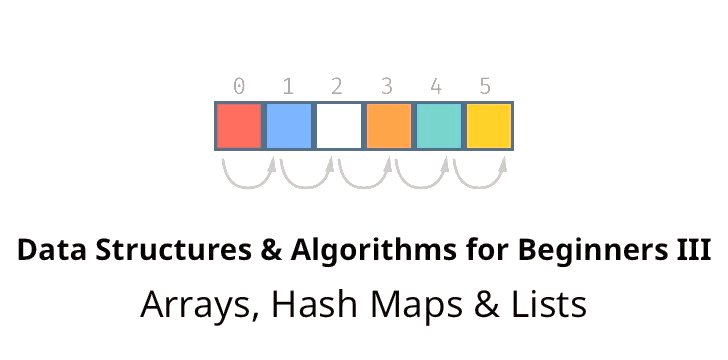 0 1 2 3 4 5
Data Structures & Algorithms for Beginners III
Arrays, Hash Maps & Lists